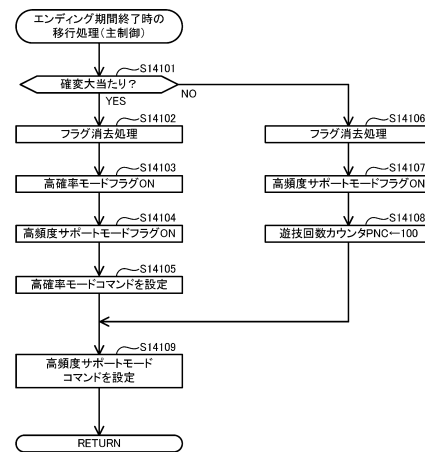 エンディング期間終了時の
移行処理(主制御)
S14101
確変大当たり?
YES
NO
S14102
フラグ消去処理
S14103
高確率モードフラグON
S14104
高頻度サポートモードフラグON
S14105
高確率モードコマンドを設定
S14106
フラグ消去処理
S14107
高頻度サポートモードフラグON
S14108
遊技回数カウンタPNC←100
S14109
高頻度サポートモード
コマンドを設定
RETURN